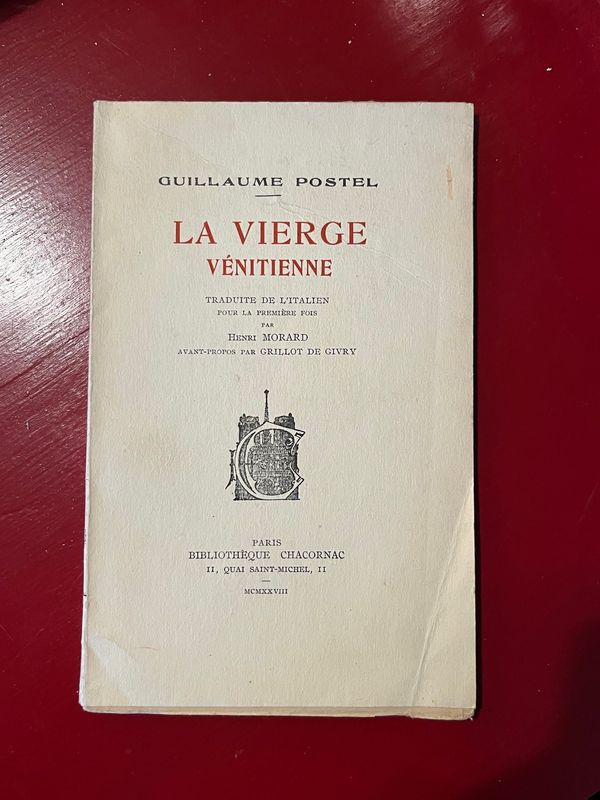 GUILLAUME POSTEL
LA VIERGE
VÉNITIENNE
TRADUITE DE L'ITALIEN
POUR LA PREMIÈRE FOIS
PAR
HENRI MORARD
AVANT-PROPOS PAR GRILLOT DE GIVRY
PARIS
BIBLIOTHÈQUE CHACORNAC
11, QUAI SAINT-MICHEL, 11
MCMXXVIII